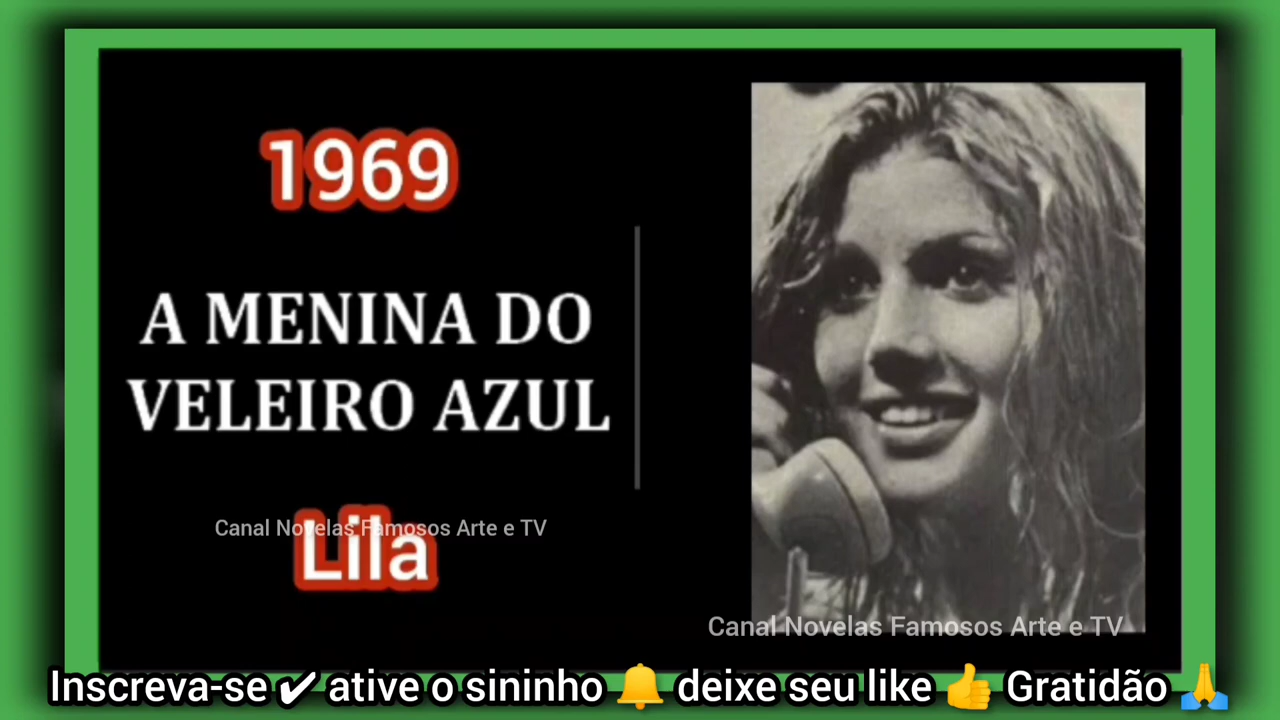 1969
A MENINA DO
VELEIRO AZUL
Canal Novelas Famosos Arte e TV
Lila
Canal Novelas Famosos Arte e TV
Inscreva-se ✔ ative o sininho 🔔 deixe seu like 👍 Gratidão 🙏